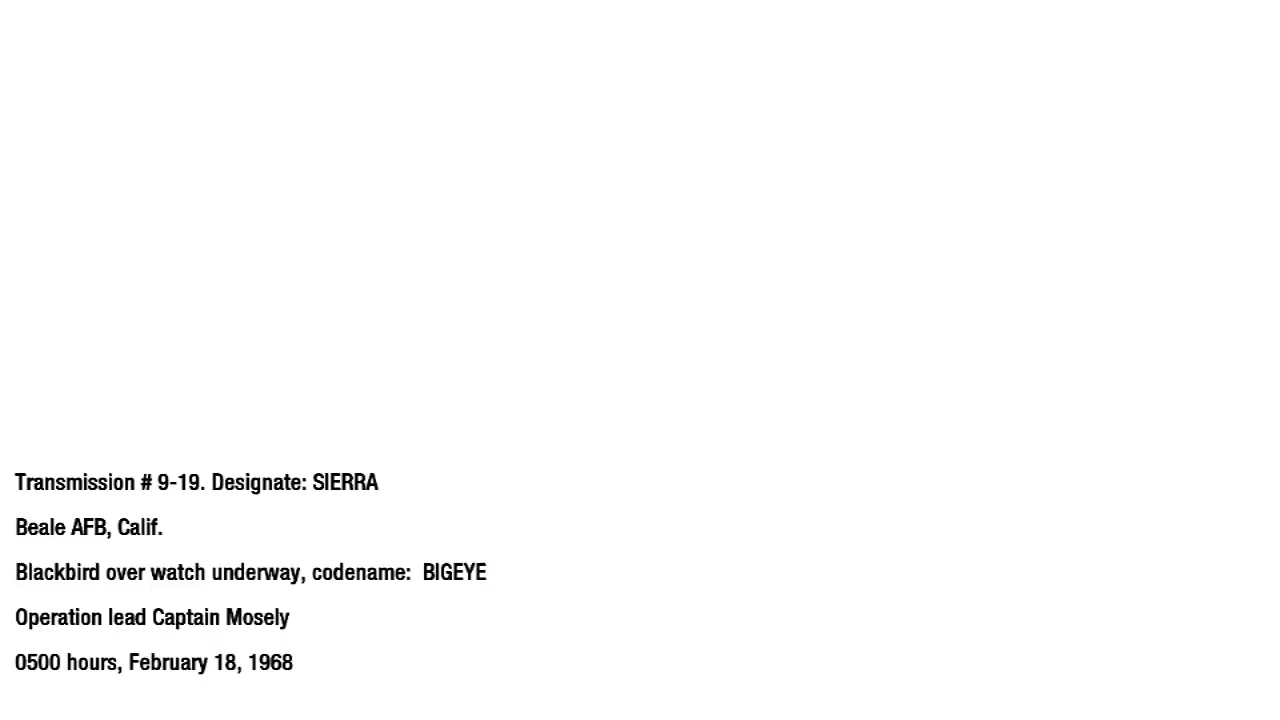 Transmission # 9-19. Designate: SIERRA
Beale AFB, Calif.
Blackbird over watch underway, codename:  BIGEYE
Operation lead Captain Mosely
0500 hours, February 18, 1968